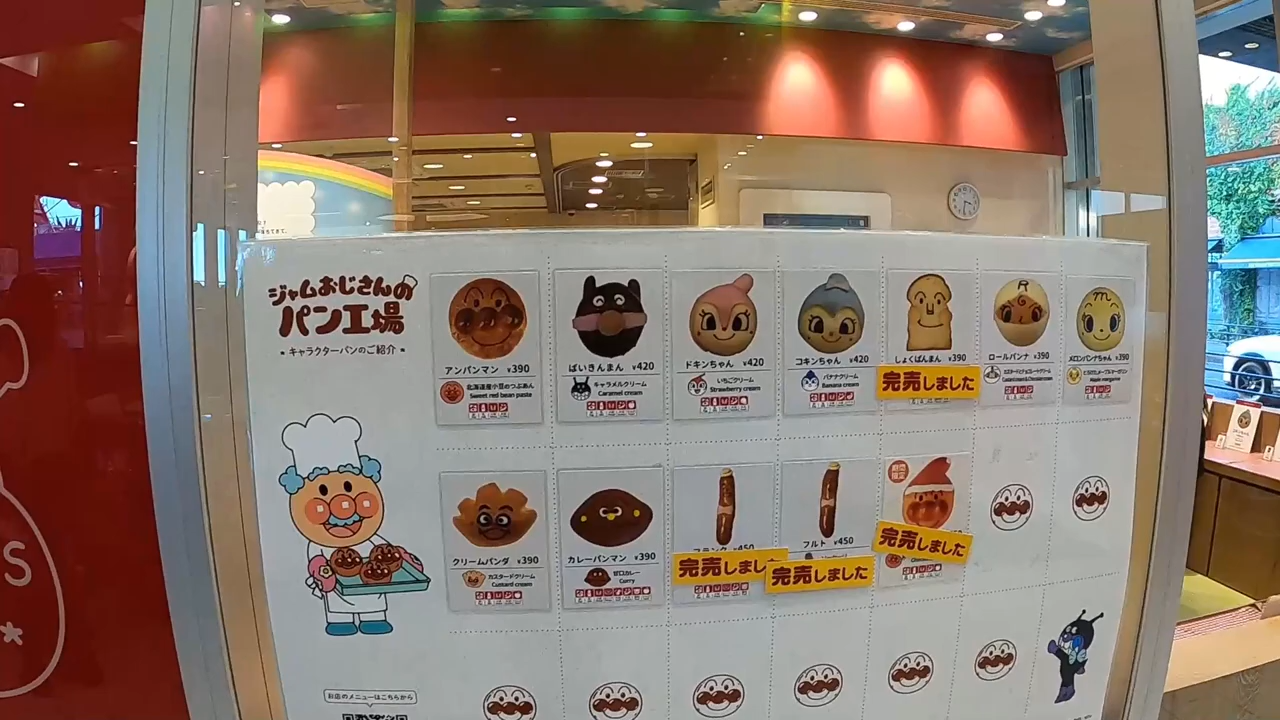 ジャムおじさんの
パン工場
・キャラクターパンのご紹介・
アンパンマン ¥390
北海道産小豆のつぶあん
Sweet red bean paste
ばいきんまん ¥420
キャラメルクリーム
Caramel cream
ドキンちゃん ¥420
いちごクリーム
Strawberry cream
コキンちゃん ¥420
バナナクリーム
Banana cream
しょくぱんまん ¥390
完売しました
R
ロールパンナ ¥390
m
メロンパンナちゃん ¥390
クリームパンダ ¥390
カスタードクリーム
Custard cream
カレーパンマン ¥390
甘口カレー
Curry
¥450
完売しました
フルト ¥450
完売しました
期間限定
完売しました
お店のメニューはこちらから
S